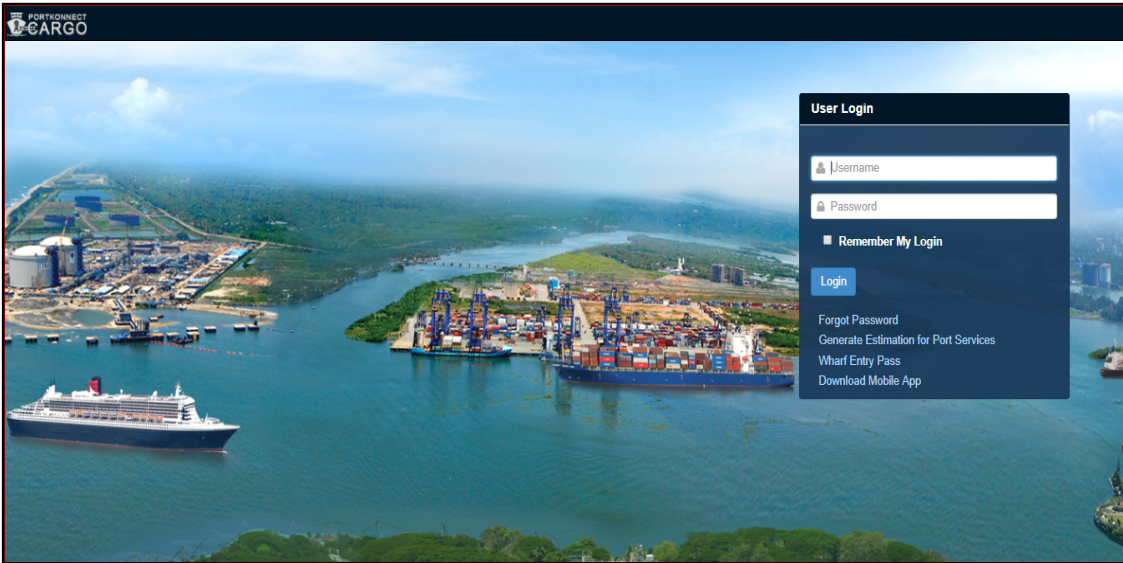 PORTKONNECT
CARGO
User Login
Username
Password
Remember My Login
Login
Forgot Password
Generate Estimation for Port Services
Wharf Entry Pass
Download Mobile App